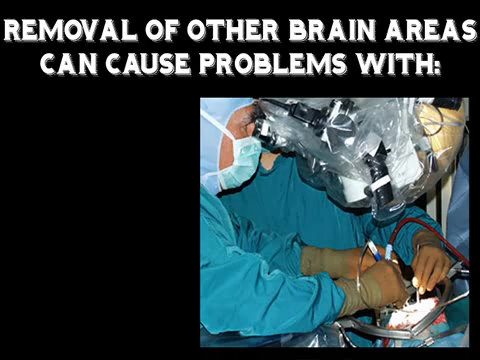 REMOVAL OF OTHER BRAIN AREAS
CAN CAUSE PROBLEMS WITH: